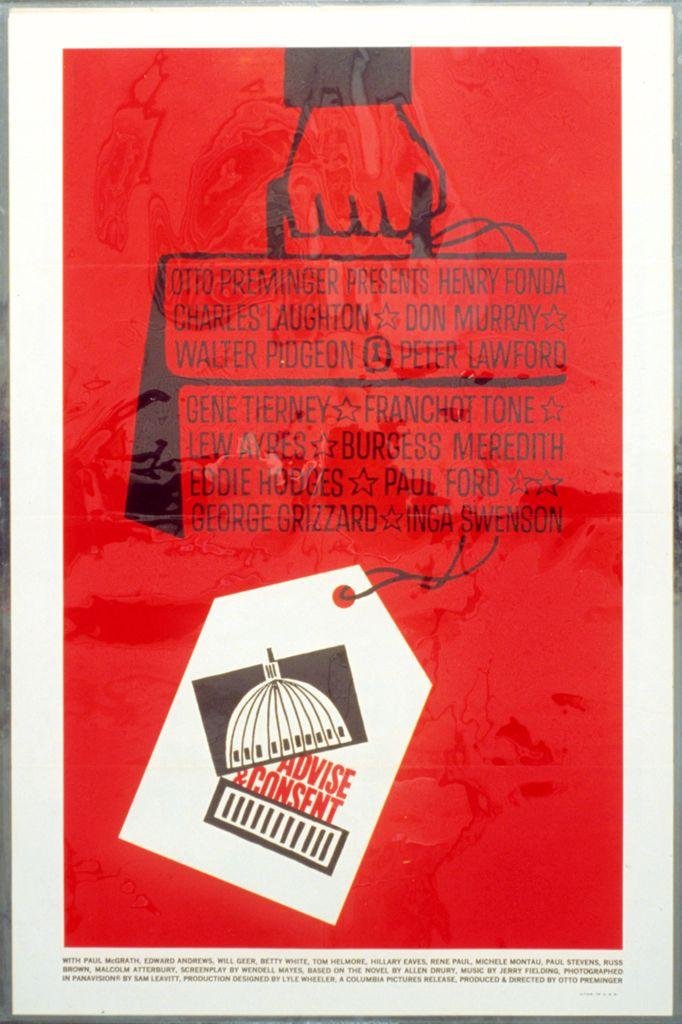 OTTO PREMINGER PRESENTS HENRY FONDA
CHARLES LAUGHTON ☆ DON MURRAY ☆
WALTER PIDGEON PETER LAWFORD
GENE TIERNEY ☆ FRANCHOT TONE ☆
LEW AYRES ☆ BURGESS MEREDITH
EDDIE HODGES ☆ PAUL FORD ☆☆
GEORGE GRIZZARD ☆ INGA SWENSON
ADVISE
&CONSENT
WITH PAUL McGRATH, EDWARD ANDREWS, WILL GEER, BETTY WHITE, TOM HELMORE, HILLARY EAVES, RENE PAUL, MICHELE MONTAU, PAUL STEVENS, RUSS
BROWN, MALCOLM ATTERBURY, SCREENPLAY BY WENDELL MAYES, BASED ON THE NOVEL BY ALLEN DRURY, MUSIC BY JERRY FIELDING, PHOTOGRAPHED
IN PANAVISION® BY SAM LEAVITT, PRODUCTION DESIGNED BY LYLE WHEELER, A COLUMBIA PICTURES RELEASE, PRODUCED & DIRECTED BY OTTO PREMINGER